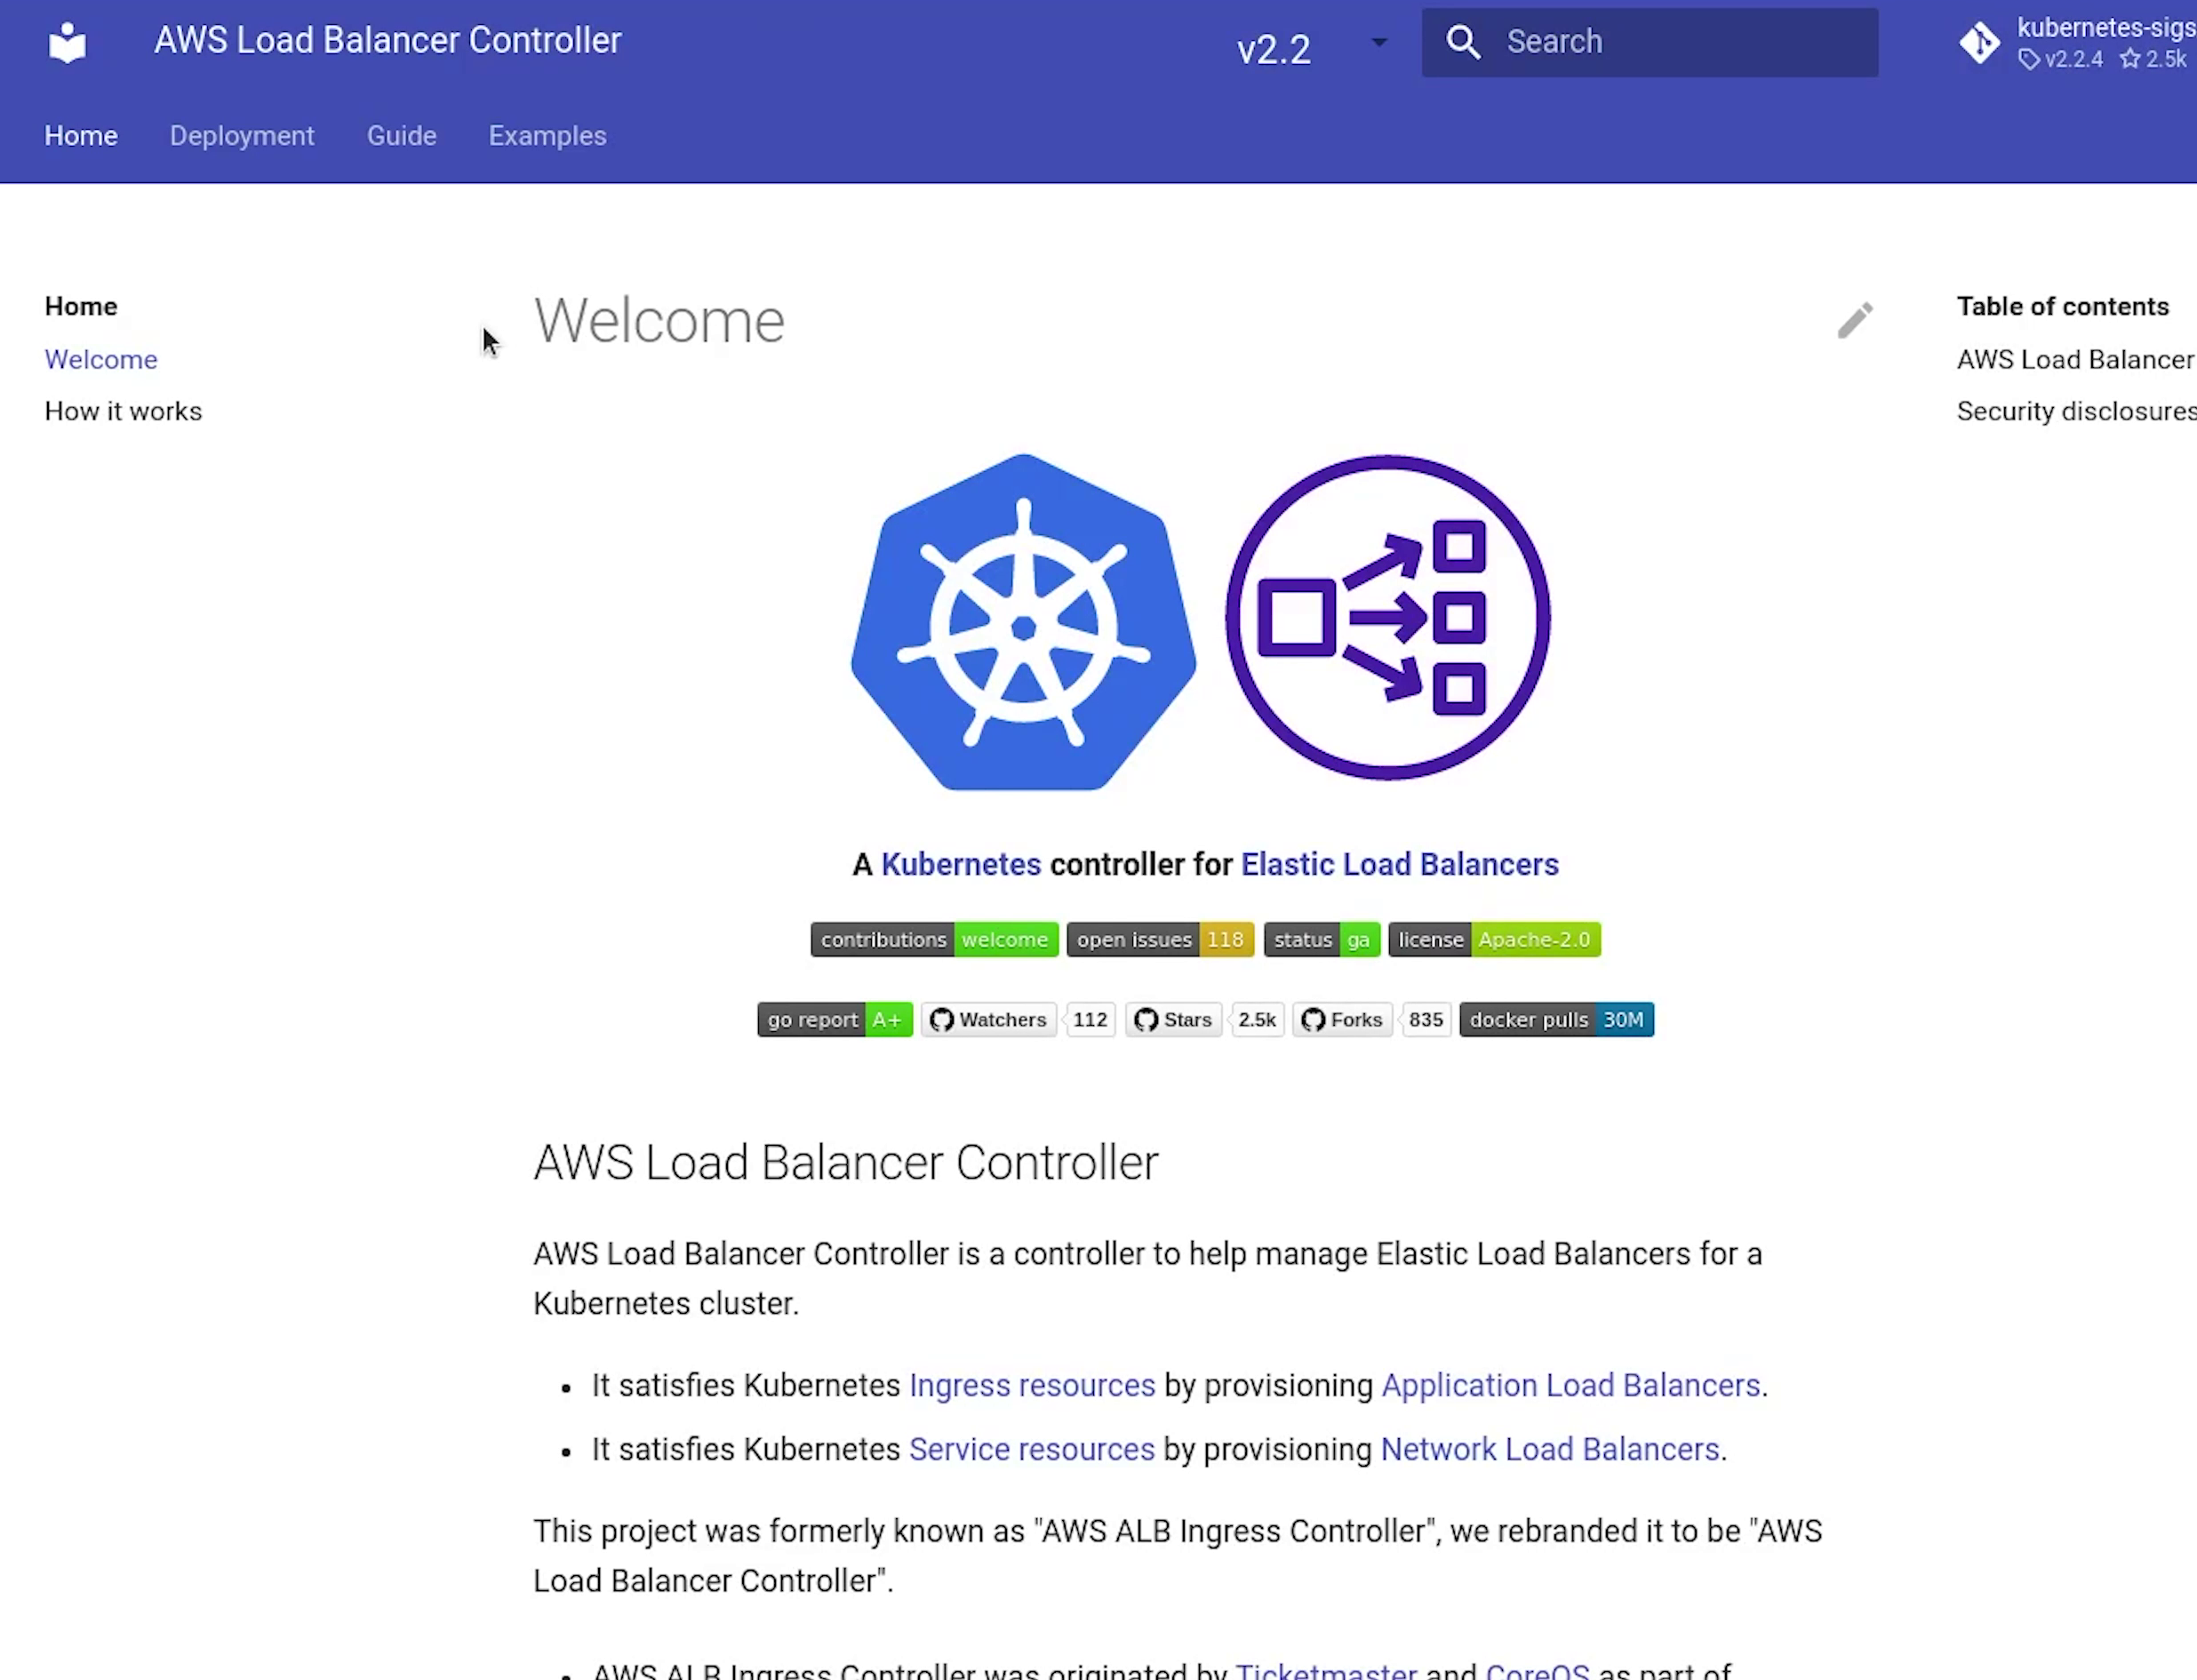 AWS Load Balancer Controller
v2.2
Search
kubernetes-sigs
v2.2.4 2.5k
Home Deployment Guide Examples
Home
Welcome
How it works
Welcome
Table of contents
AWS Load Balancer
Security disclosures
A Kubernetes controller for Elastic Load Balancers
contributions welcome open issues 118 status ga license Apache-2.0
go report A+ Watchers 112 Stars 2.5k Forks 835 docker pulls 30M
AWS Load Balancer Controller
AWS Load Balancer Controller is a controller to help manage Elastic Load Balancers for a
Kubernetes cluster.
• It satisfies Kubernetes Ingress resources by provisioning Application Load Balancers.
• It satisfies Kubernetes Service resources by provisioning Network Load Balancers.
This project was formerly known as "AWS ALB Ingress Controller", we rebranded it to be "AWS
Load Balancer Controller".
• AWS ALB Ingress Controller was originated by Ticketmaster and CoreOS as part of